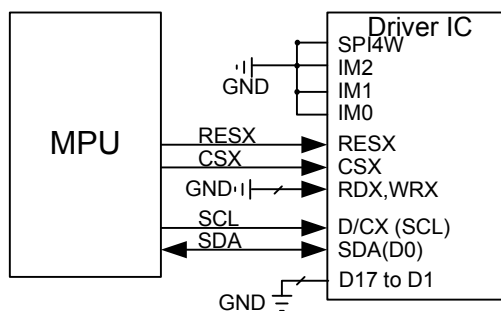 Driver IC
SPI4W
IM2
IM1
IM0
GND
MPU
RESX
RESX
CSX
CSX
GND
RDX,WRX
SCL
D/CX (SCL)
SDA
SDA(D0)
D17 to D1
GND